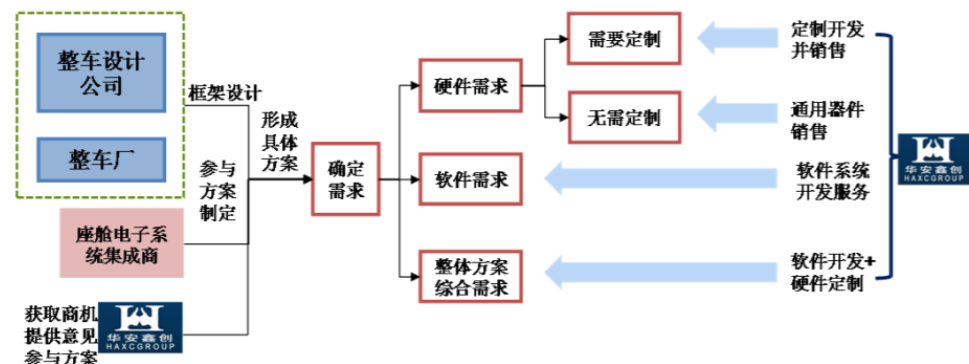 整车设计
公司
整车厂
座舱电子系
统集成商
获取商机
提供意见
参与方案
华安鑫创
HAXCGROUP
框架设计
参与
方案
制定
形成
具体
方案
确定
需求
硬件需求
软件需求
整体方案
综合需求
需要定制
无需定制
定制开发
并销售
通用器件
销售
软件系统
开发服务
软件开发+
硬件定制
华安鑫创
HAXCGROUP